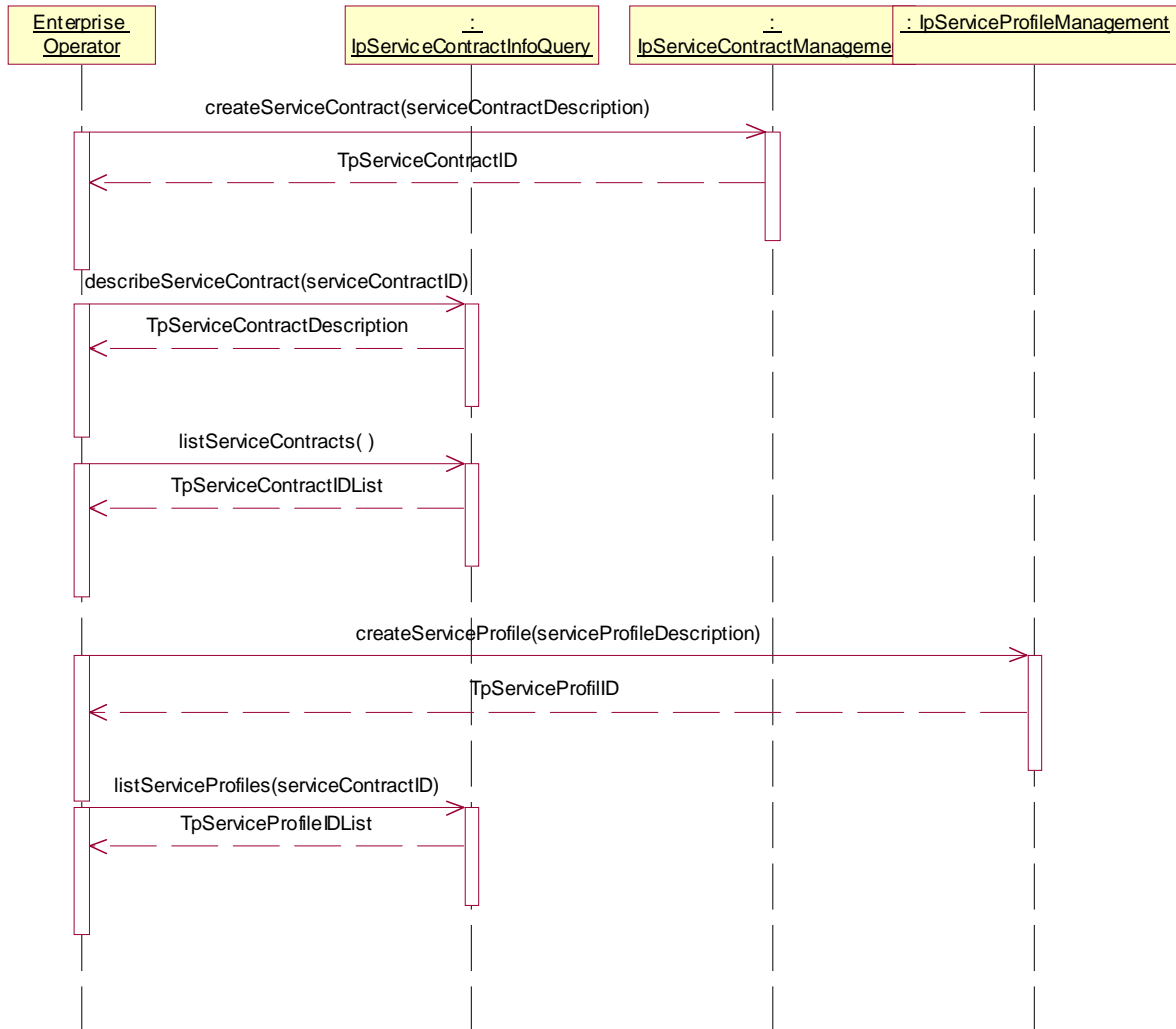 Enterprise
Operator
:
IpServiceContractInfoQuery
:
IpServiceContractManageme
: IpServiceProfileManagement
createServiceContract(serviceContractDescription)
TpServiceContractID
describeServiceContract(serviceContractID)
TpServiceContractDescription
listServiceContracts( )
TpServiceContractIDList
createServiceProfile(serviceProfileDescription)
TpServiceProfilID
listServiceProfiles(serviceContractID)
TpServiceProfileIDList